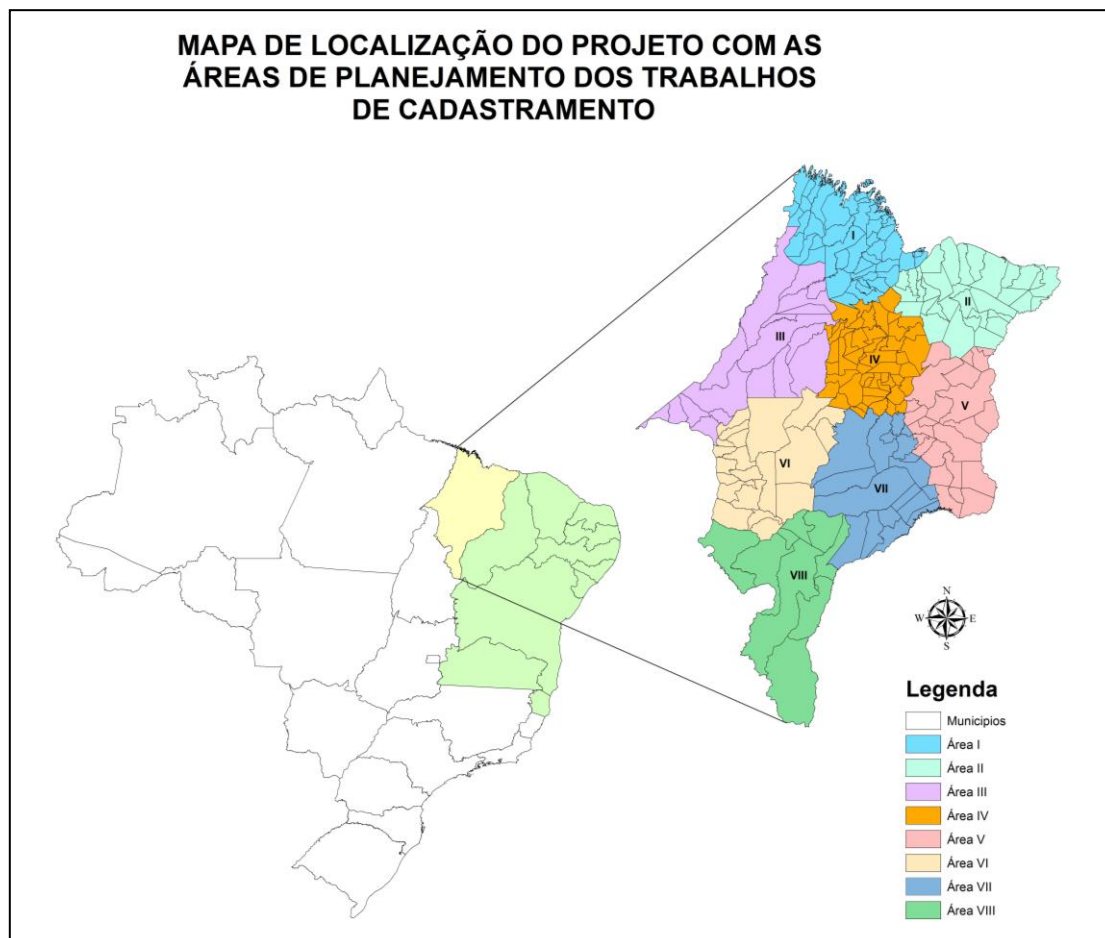 MAPA DE LOCALIZAÇÃO DO PROJETO COM AS
ÁREAS DE PLANEJAMENTO DOS TRABALHOS
DE CADASTRAMENTO
I
II
III
IV
V
VI
VII
VIII
N
W E
S
Legenda
Municipios
Área I
Área II
Área III
Área IV
Área V
Área VI
Área VII
Área VIII